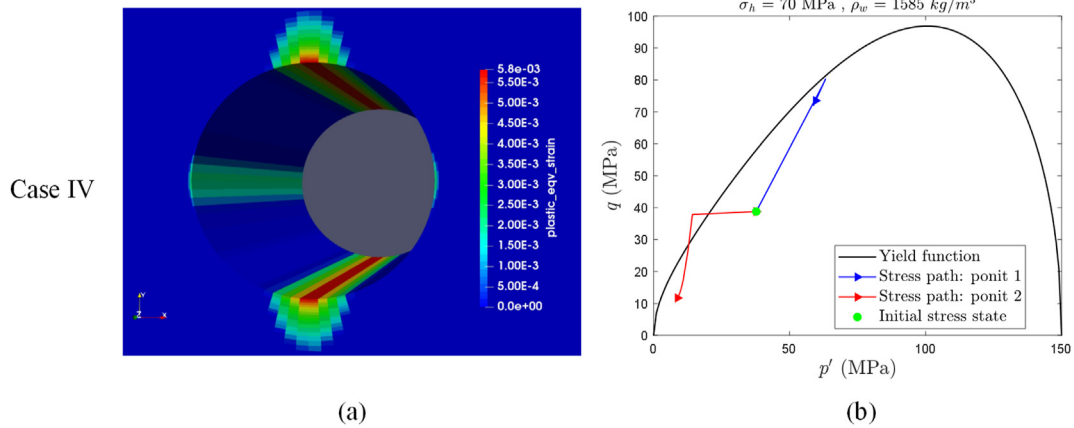 σ_h = 70 MPa , ρ_w = 1585 kg/m³
Case IV
5.8e-03
5.50E-3
5.00E-3
4.50E-3
4.00E-3
3.50E-3
3.00E-3
2.50E-3
2.00E-3
1.50E-3
1.00E-3
5.00E-4
0.0e+00
plastic_eqv_strain
Y
Z
X
100
90
80
70
60
50
40
30
20
10
0
q (MPa)
Yield function
Stress path: ponit 1
Stress path: ponit 2
Initial stress state
0
50
100
150
p′ (MPa)
(a)
(b)